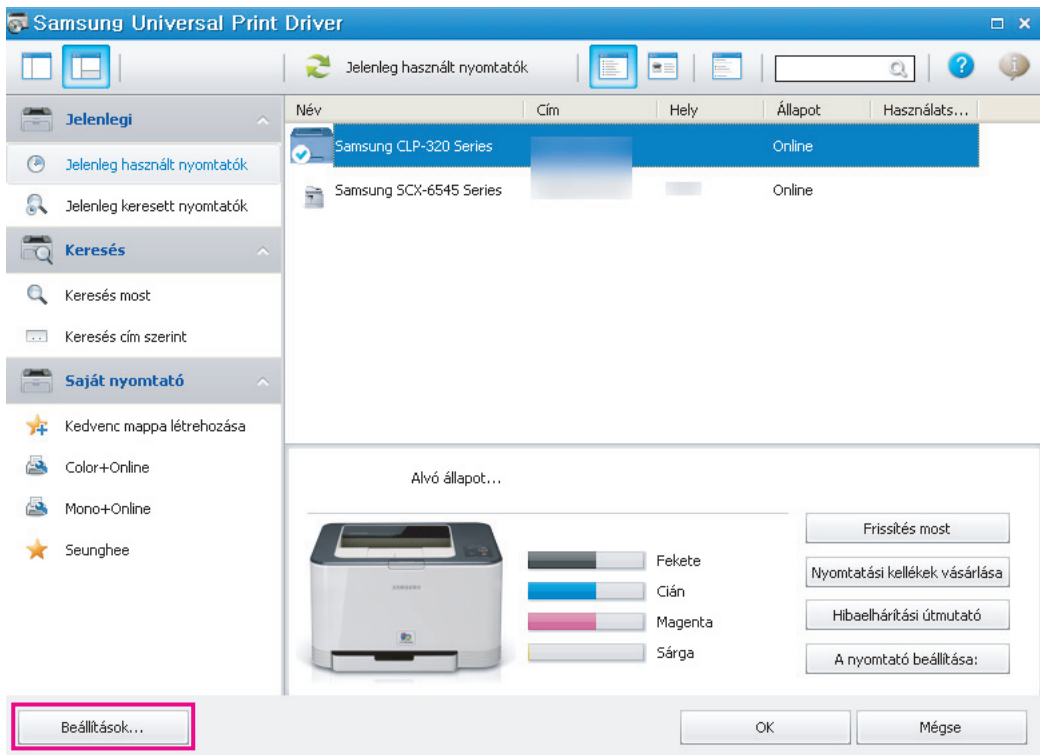 Samsung Universal Print Driver
Jelenleg használt nyomtatók
Jelenlegi
Jelenleg használt nyomtatók
Jelenleg keresett nyomtatók
Keresés
Keresés most
Keresés cím szerint
Saját nyomtató
Kedvenc mappa létrehozása
Color+Online
Mono+Online
Seunghee
Név Cím Hely Állapot Használats...
Samsung CLP-320 Series Online
Samsung SCX-6545 Series Online
Alvó állapot...
SAMSUNG
Fekete
Cián
Magenta
Sárga
Frissítés most
Nyomtatási kellékek vásárlása
Hibaelhárítási útmutató
A nyomtató beállítása:
Beállítások...
OK
Mégse